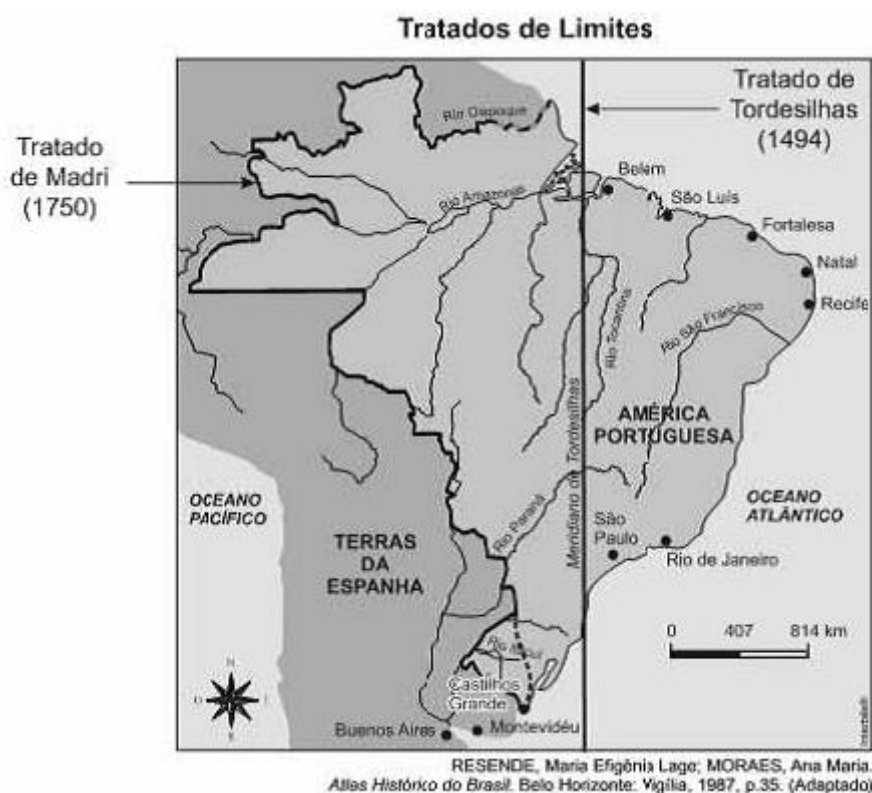 Tratados de Limites
Tratado de
Tordesilhas
(1494)
Tratado
de Madri
(1750)
Rio Oiapoque
Rio Amazonas
Belém
São Luís
Fortalesa
Natal
Recife
Rio São Francisco
Rio Tocantins
Meridiano de Tordesilhas
AMÉRICA
PORTUGUESA
OCEANO
PACÍFICO
OCEANO
ATLÂNTICO
Rio Paraná
São
Paulo
Rio de Janeiro
TERRAS
DA
ESPANHA
0 407 814 km
Castilhos
Grande
N
Buenos Aires
Montevidéu
RESENDE, Maria Efigênia Lage; MORAES, Ana Maria.
Atlas Histórico do Brasil. Belo Horizonte: Vigília, 1987, p.35. (Adaptado)